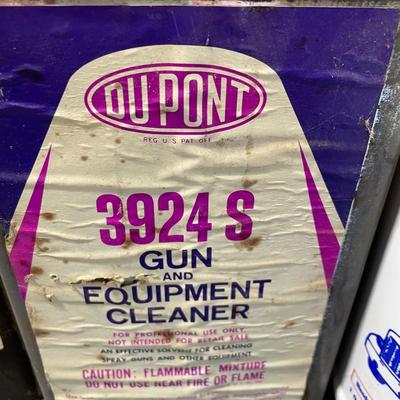 DU PONT
REG. U.S. PAT. OFF.
3924 S
GUN
AND
EQUIPMENT
CLEANER
FOR PROFESSIONAL USE ONLY,
NOT INTENDED FOR RETAIL SALE
AN EFFECTIVE SOLVENT FOR CLEANING
SPRAY GUNS AND OTHER EQUIPMENT
CAUTION: FLAMMABLE MIXTURE
DO NOT USE NEAR FIRE OR FLAME